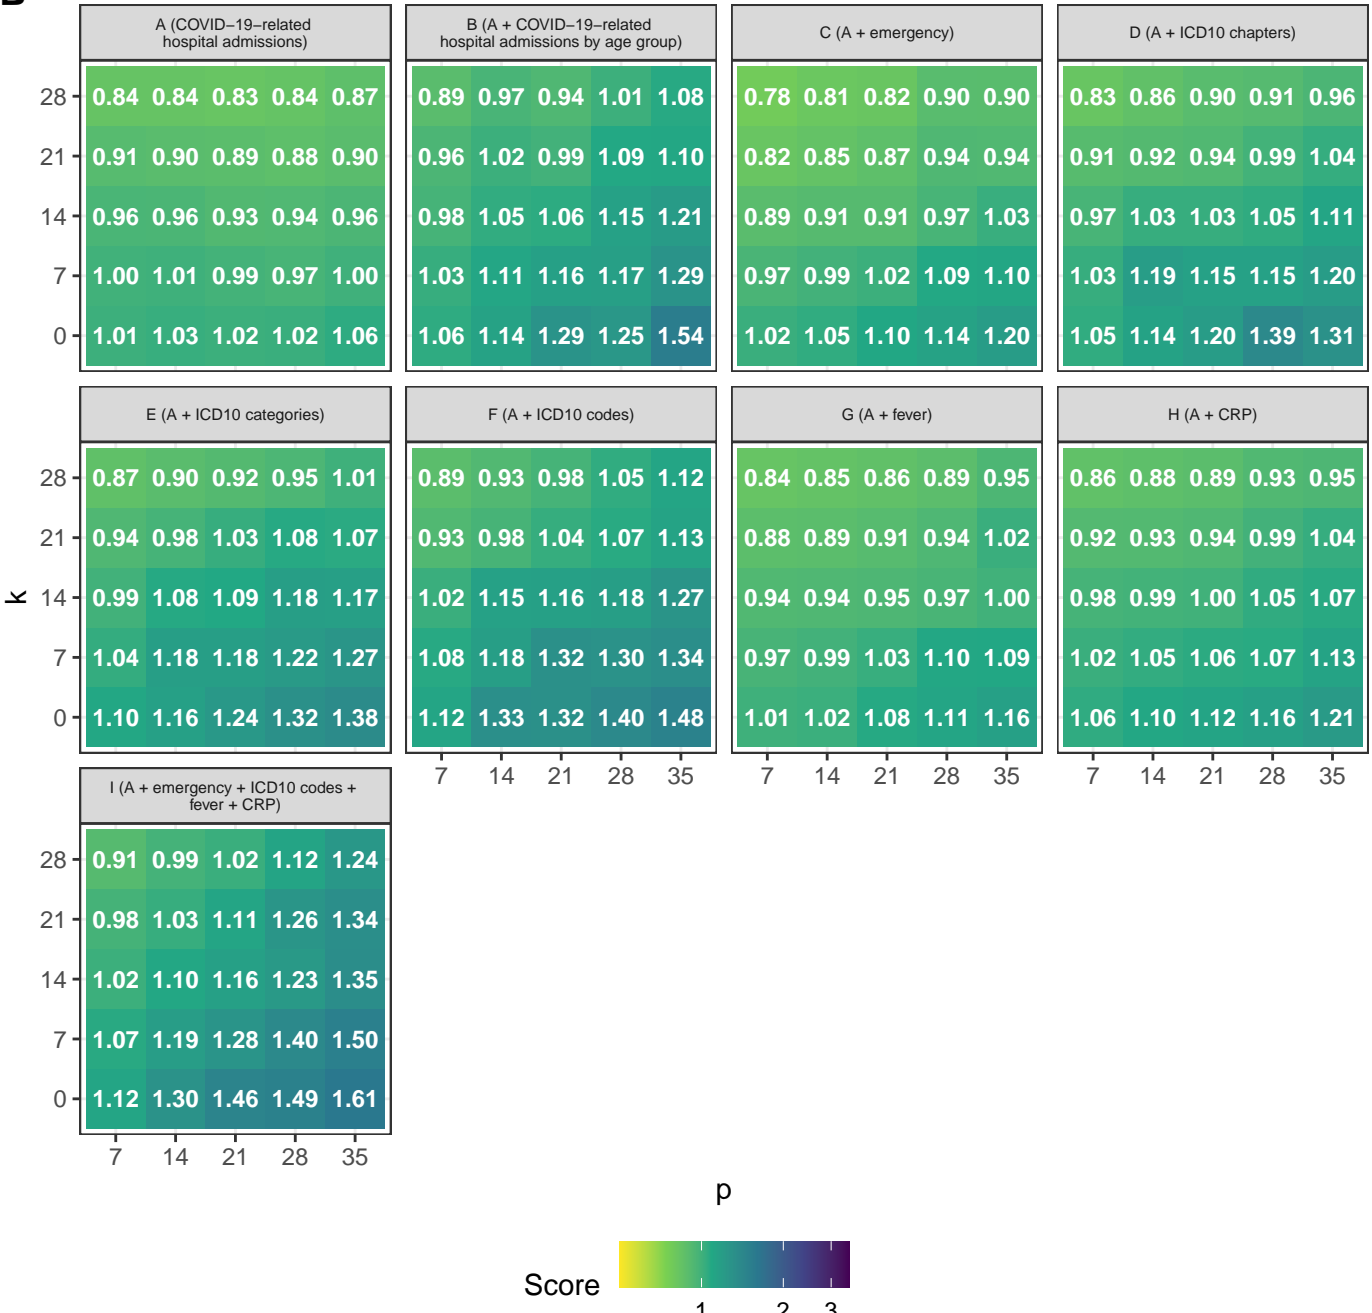 A (COVID−19−related
hospital admissions)
B (A + COVID−19−related
hospital admissions by age group)
C (A + emergency)
D (A + ICD10 chapters)
28 0.84 0.84 0.83 0.84 0.87 0.89 0.97 0.94 1.01 1.08 0.78 0.81 0.82 0.90 0.90 0.83 0.86 0.90 0.91 0.96
21 0.91 0.90 0.89 0.88 0.90 0.96 1.02 0.99 1.09 1.10 0.82 0.85 0.87 0.94 0.94 0.91 0.92 0.94 0.99 1.04
14 0.96 0.96 0.93 0.94 0.96 0.98 1.05 1.06 1.15 1.21 0.89 0.91 0.91 0.97 1.03 0.97 1.03 1.03 1.05 1.11
7 1.00 1.01 0.99 0.97 1.00 1.03 1.11 1.16 1.17 1.29 0.97 0.99 1.02 1.09 1.10 1.03 1.19 1.15 1.15 1.20
0 1.01 1.03 1.02 1.02 1.06 1.06 1.14 1.29 1.25 1.54 1.02 1.05 1.10 1.14 1.20 1.05 1.14 1.20 1.39 1.31
E (A + ICD10 categories)
F (A + ICD10 codes)
G (A + fever)
H (A + CRP)
28 0.87 0.90 0.92 0.95 1.01 0.89 0.93 0.98 1.05 1.12 0.84 0.85 0.86 0.89 0.95 0.86 0.88 0.89 0.93 0.95
21 0.94 0.98 1.03 1.08 1.07 0.93 0.98 1.04 1.07 1.13 0.88 0.89 0.91 0.94 1.02 0.92 0.93 0.94 0.99 1.04
k
14 0.99 1.08 1.09 1.18 1.17 1.02 1.15 1.16 1.18 1.27 0.94 0.94 0.95 0.97 1.00 0.98 0.99 1.00 1.05 1.07
7 1.04 1.18 1.18 1.22 1.27 1.08 1.18 1.32 1.30 1.34 0.97 0.99 1.03 1.10 1.09 1.02 1.05 1.06 1.07 1.13
0 1.10 1.16 1.24 1.32 1.38 1.12 1.33 1.32 1.40 1.48 1.01 1.02 1.08 1.11 1.16 1.06 1.10 1.12 1.16 1.21
7 14 21 28 35 7 14 21 28 35 7 14 21 28 35
I (A + emergency + ICD10 codes +
fever + CRP)
28 0.91 0.99 1.02 1.12 1.24
21 0.98 1.03 1.11 1.26 1.34
14 1.02 1.10 1.16 1.23 1.35
7 1.07 1.19 1.28 1.40 1.50
0 1.12 1.30 1.46 1.49 1.61
7 14 21 28 35
p
Score
1 2 3